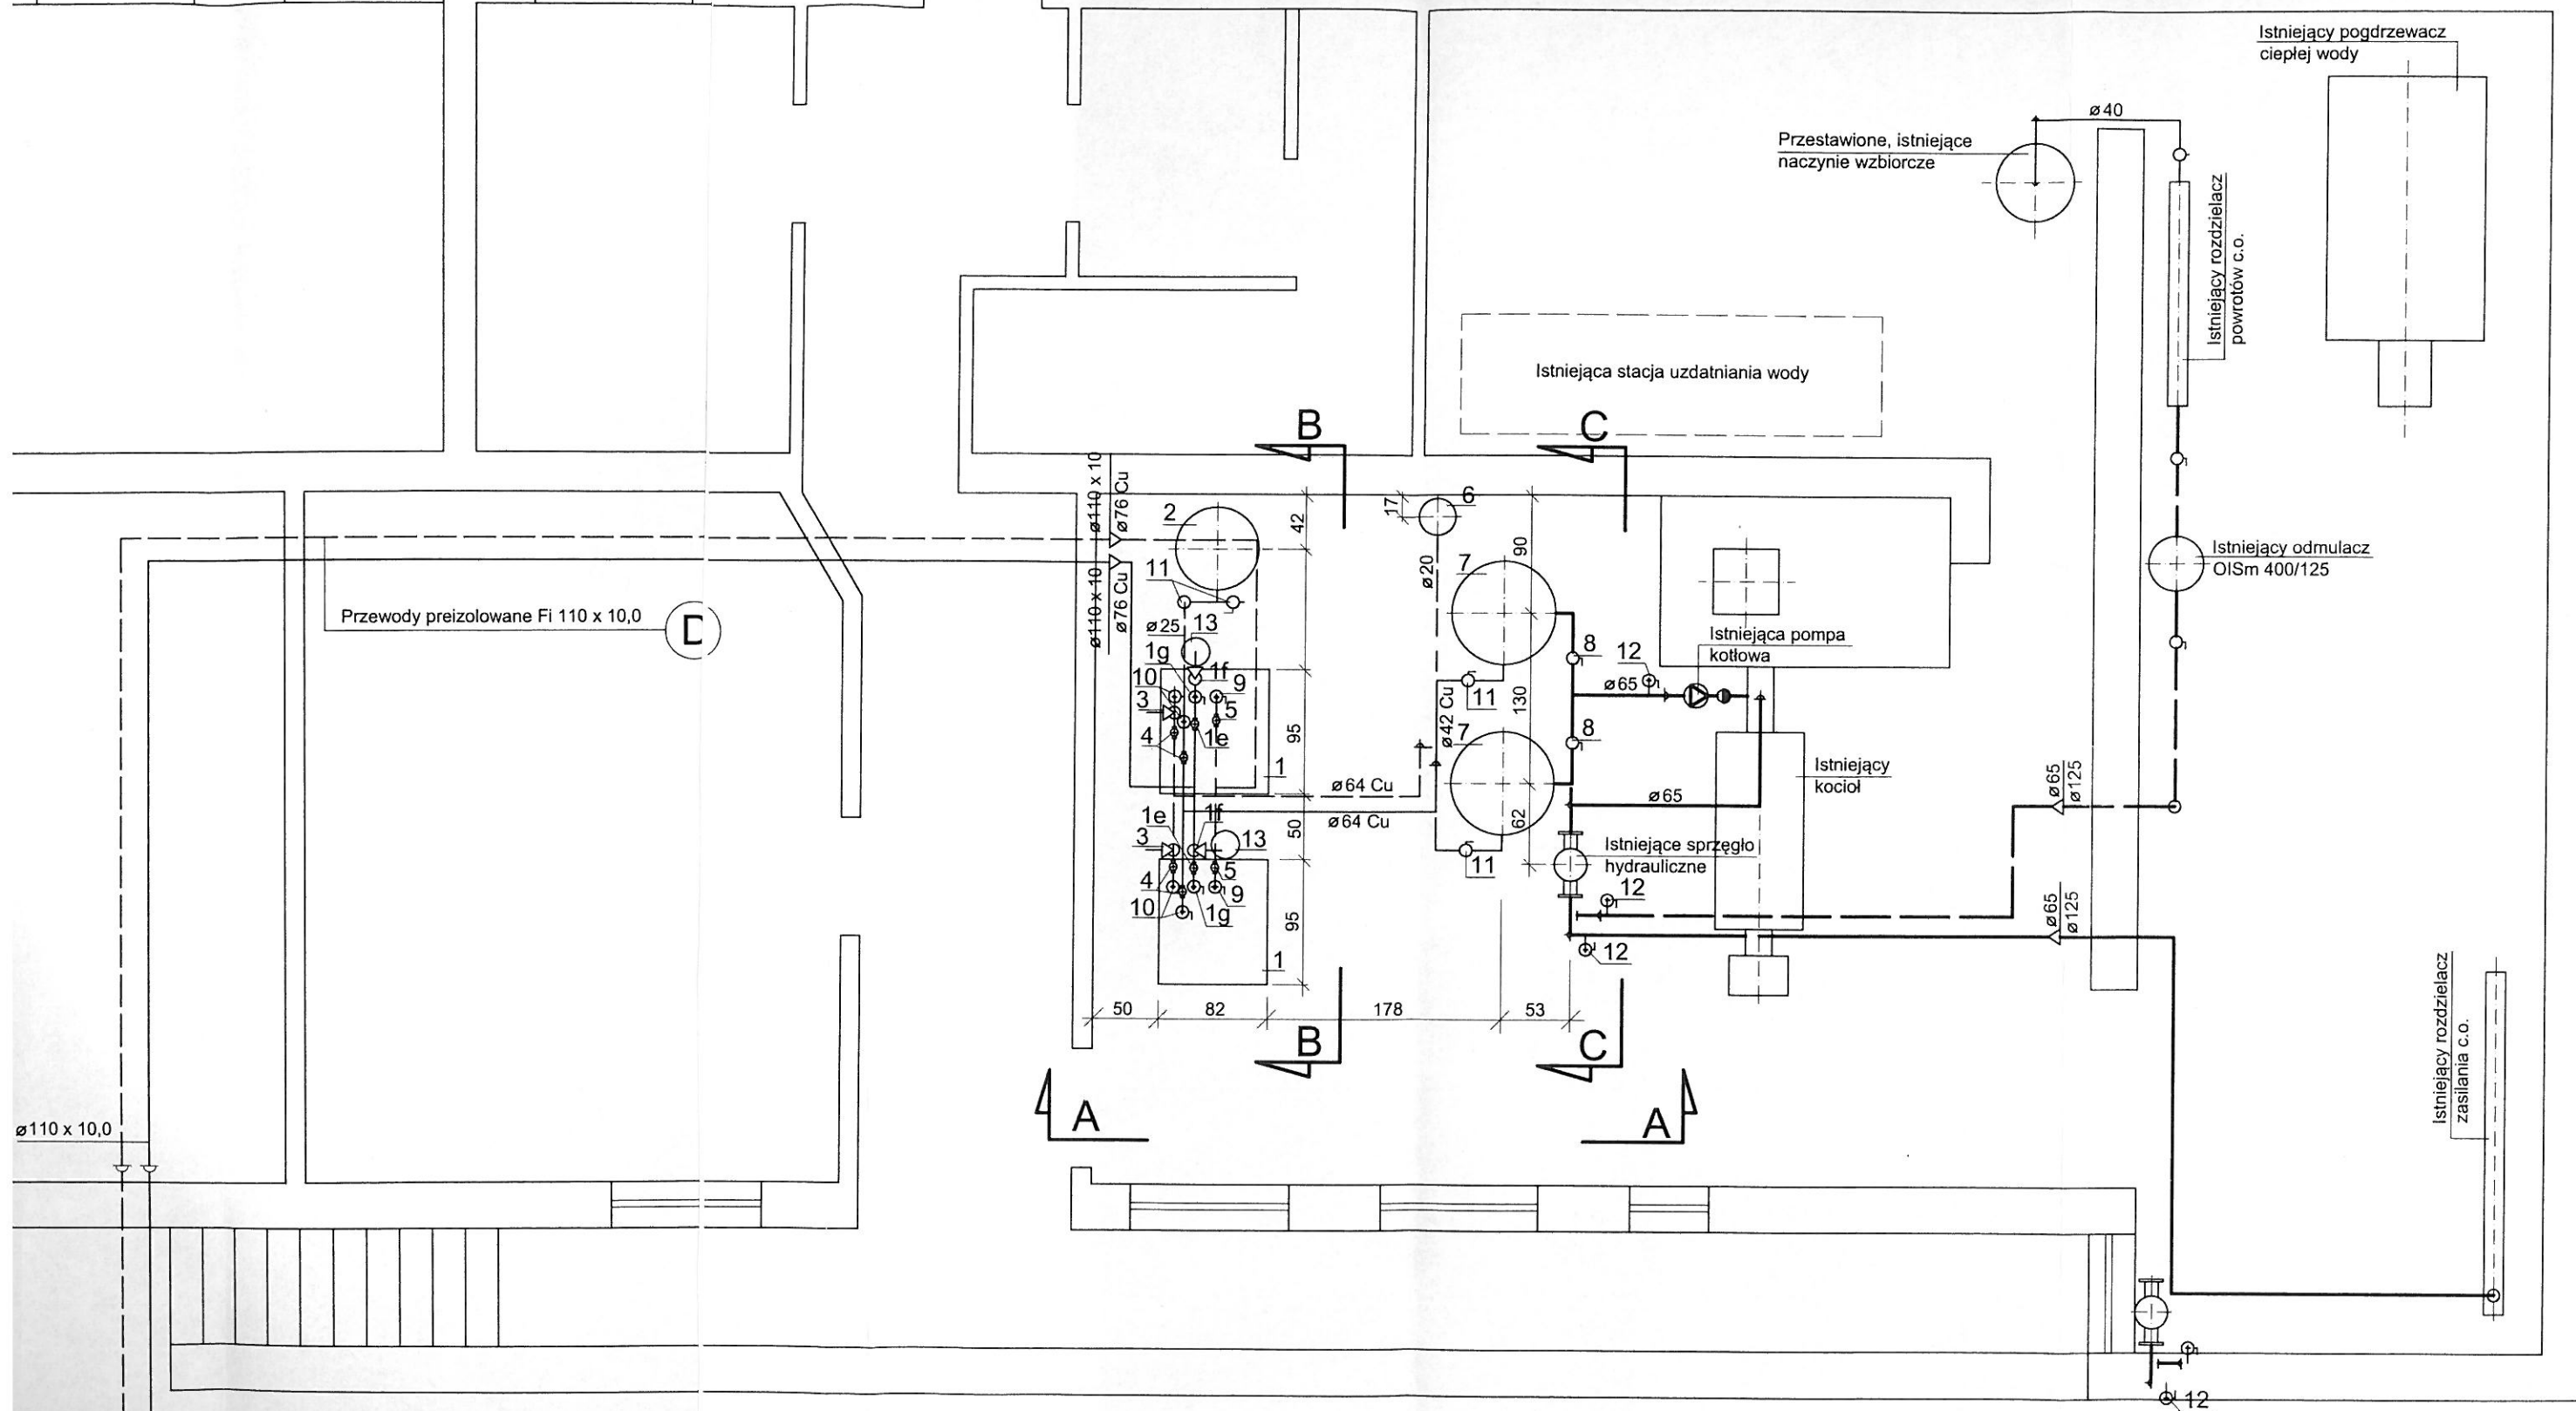 Istniejący pogdrzewacz
ciepłej wody
ø40
Przestawione, istniejące
naczynie wzbiorcze
Istniejący rozdzielacz
powrotów c.o.
Istniejąca stacja uzdatniania wody
B
C
ø110 x 10
ø76 Cu
2
42
17
6
90
ø20
7
Istniejący odmulacz
OISm 400/125
11
ø110 x 10
ø76 Cu
Przewody preizolowane Fi 110 x 10,0
D
ø25
13
1g
1f
10
9
3
5
4
1e
95
1
8
12
Istniejąca pompa
kotłowa
ø65
11
130
ø42 Cu
7
8
ø64 Cu
ø64 Cu
Istniejący
kocioł
ø65
ø65
ø125
1e
1f
3
13
50
62
4
5
10
9
1g
95
1
11
Istniejące sprzęgło
hydrauliczne
12
12
ø65
ø125
50
82
178
53
B
C
A
A
Istniejący rozdzielacz
zasilania c.o.
ø110 x 10,0
12